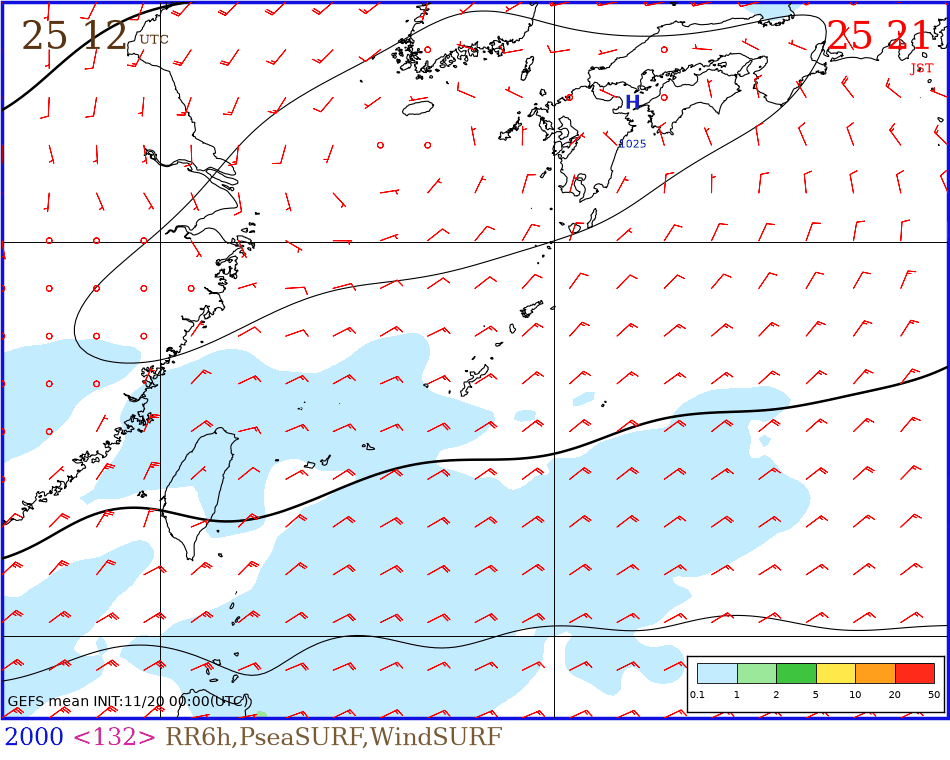 25 12 UTC
25 21 JST
H
1025
0.1 1 2 5 10 20 50
GEFS mean INIT:11/20 00:00(UTC)
2000 <132> RR6h,PseaSURF,WindSURF